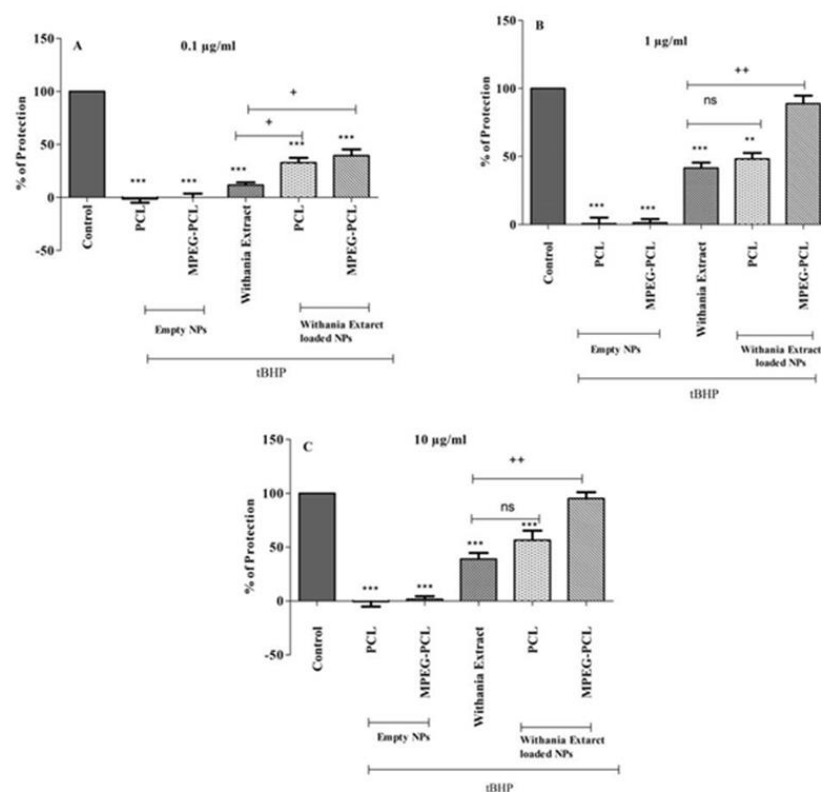 A
0.1 µg/ml
% of Protection
150
100
50
0
-50
+
+
***
***
***
***
***
Control
PCL
MPEG-PCL
Withania Extract
PCL
MPEG-PCL
Empty NPs
Withania Extarct
loaded NPs
tBHP
B
1 µg/ml
% of Protection
150
100
50
0
++
ns
***
***
***
**
Control
PCL
MPEG-PCL
Withania Extract
PCL
MPEG-PCL
Empty NPs
Withania Extract
loaded NPs
tBHP
C
10 µg/ml
% of Protection
150
100
50
0
-50
++
ns
***
***
***
***
Control
PCL
MPEG-PCL
Withania Extract
PCL
MPEG-PCL
Empty NPs
Withania Extarct
loaded NPs
tBHP